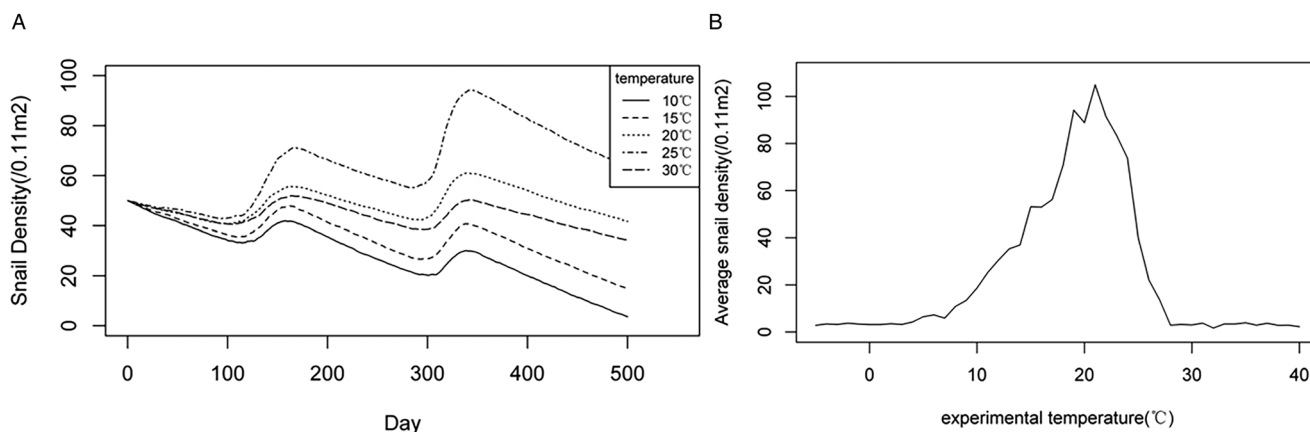 A
Snail Density(/0.11m2)
100
80
60
40
20
0
temperature
10℃
15℃
20℃
25℃
30℃
0 100 200 300 400 500
Day
B
Average snail density(/0.11m2)
100
80
60
40
20
0
0 10 20 30 40
experimental temperature(℃)